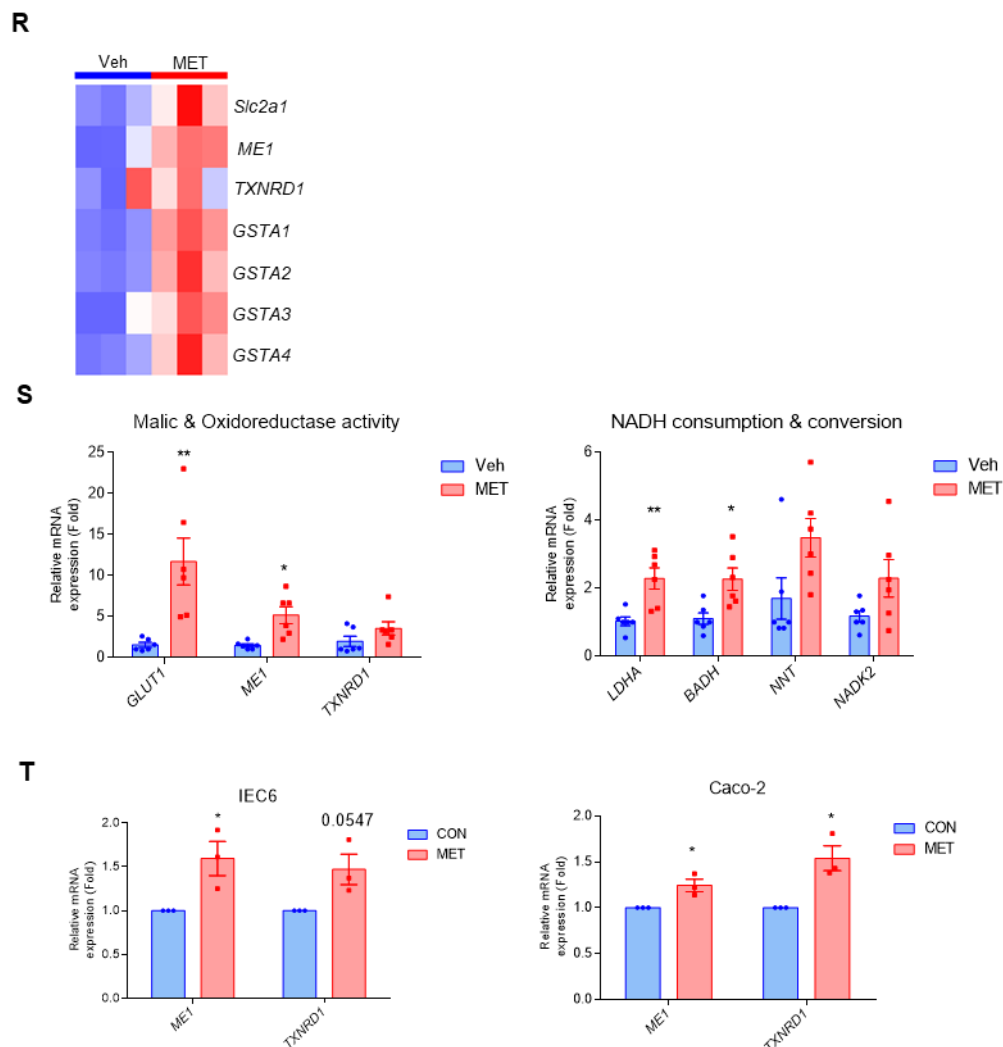 R
Veh MET
Slc2a1
ME1
TXNRD1
GSTA1
GSTA2
GSTA3
GSTA4
S
Malic & Oxidoreductase activity
Relative mRNA
expression (Fold)
25
20
15
10
5
0
**
*
GLUT1
ME1
TXNRD1
Veh
MET
NADH consumption & conversion
Relative mRNA
expression (Fold)
6
4
2
0
**
*
LDHA
BADH
NNT
NADK2
Veh
MET
T
IEC6
Relative mRNA
expression (Fold)
2.0
1.5
1.0
0.5
0.0
*
0.0547
ME1
TXNRD1
CON
MET
Caco-2
Relative mRNA
expression (Fold)
2.0
1.5
1.0
0.5
0.0
*
*
ME1
TXNRD1
CON
MET